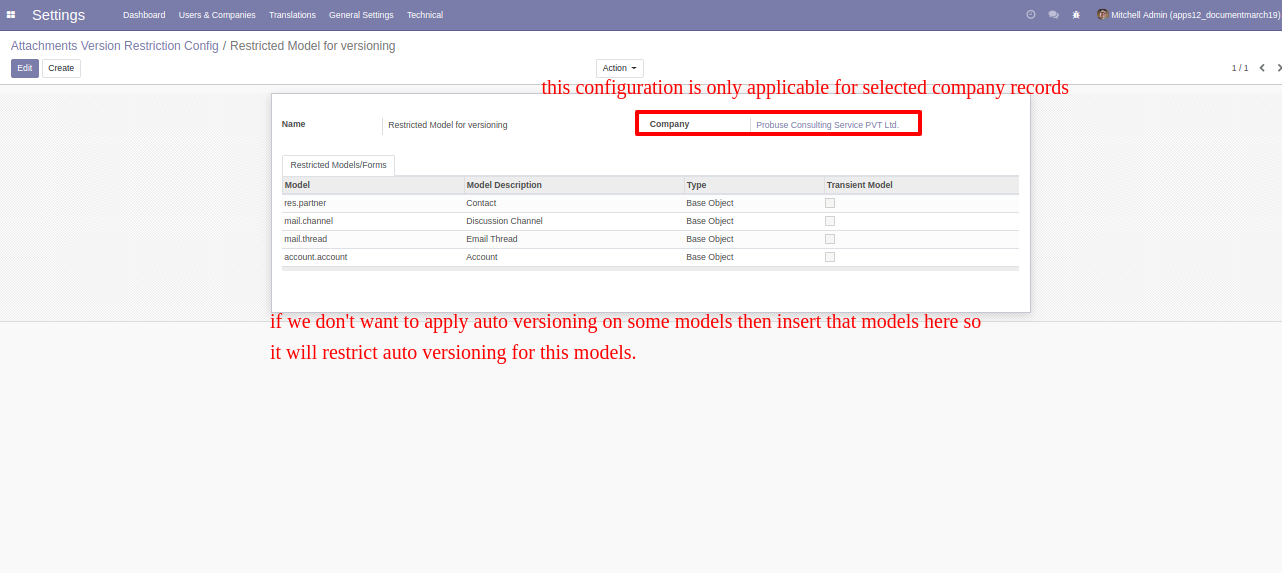 Settings Dashboard Users & Companies Translations General Settings Technical Mitchell Admin (apps12_documentmarch19)
Attachments Version Restriction Config / Restricted Model for versioning
Edit Create Action 1 / 1
this configuration is only applicable for selected company records
Name Restricted Model for versioning Company Probuse Consulting Service PVT Ltd.
Restricted Models/Forms
Model Model Description Type Transient Model
res.partner Contact Base Object
mail.channel Discussion Channel Base Object
mail.thread Email Thread Base Object
account.account Account Base Object
if we don't want to apply auto versioning on some models then insert that models here so
it will restrict auto versioning for this models.